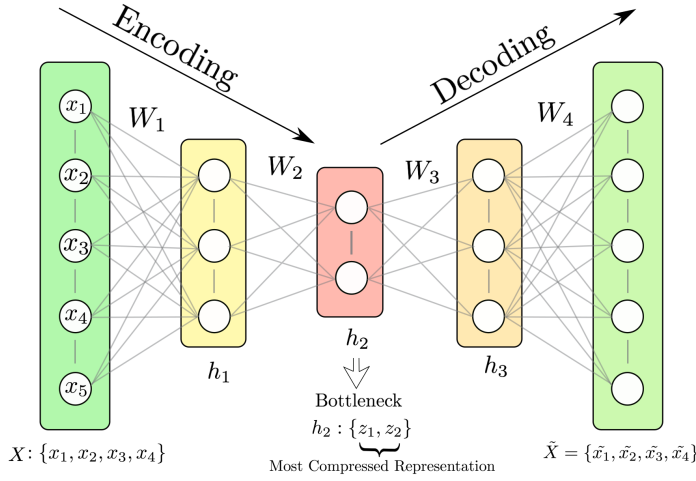 Encoding
Decoding
W₁
W₂
W₃
W₄
x₁
x₂
x₃
x₄
x₅
h₁
h₂
h₃
Bottleneck
h₂ : {z₁, z₂}
Most Compressed Representation
X: {x₁, x₂, x₃, x₄}
X̃ = {x̃₁, x̃₂, x̃₃, x̃₄}